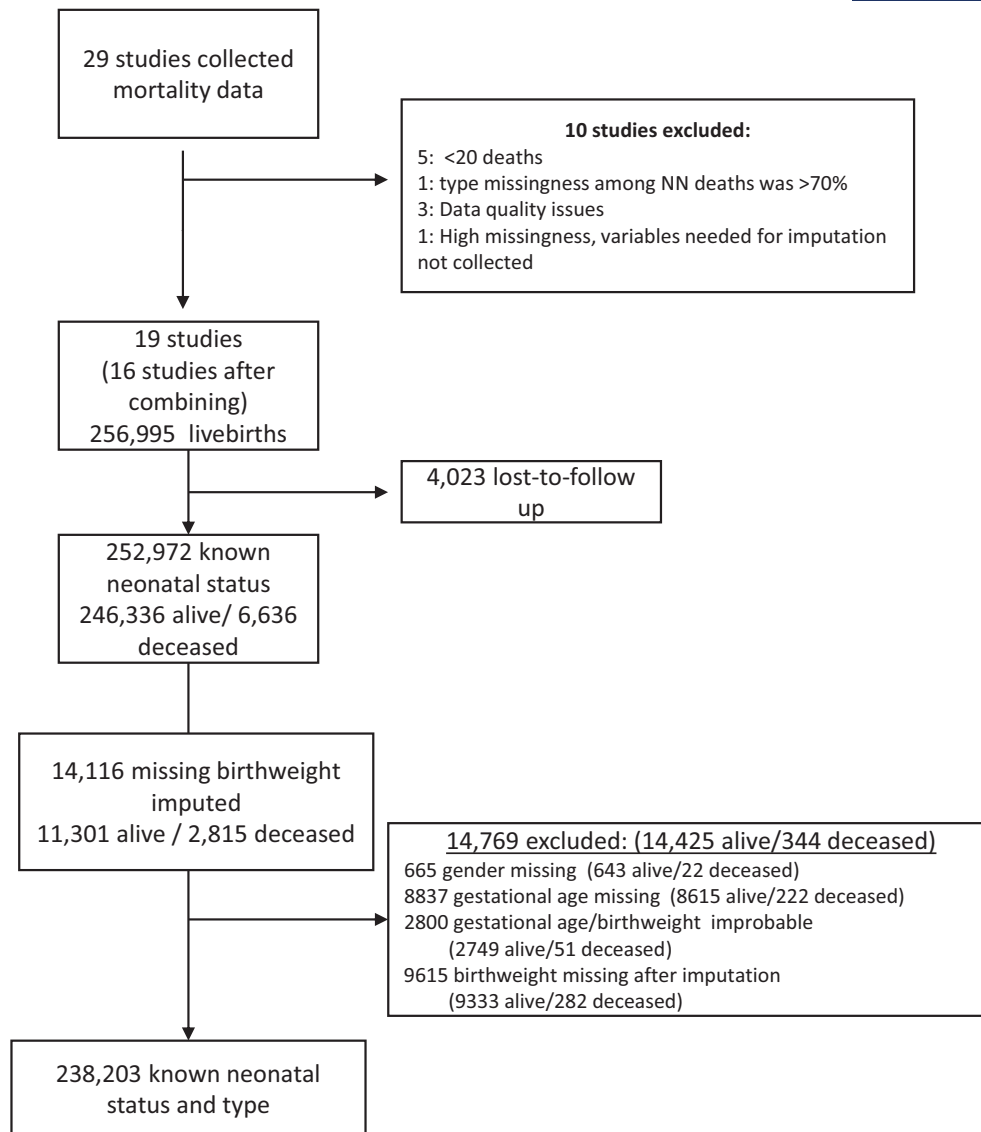 29 studies collected
mortality data
10 studies excluded:
5: <20 deaths
1: type missingness among NN deaths was >70%
3: Data quality issues
1: High missingness, variables needed for imputation
not collected
19 studies
(16 studies after
combining)
256,995 livebirths
4,023 lost-to-follow
up
252,972 known
neonatal status
246,336 alive/ 6,636
deceased
14,116 missing birthweight
imputed
11,301 alive / 2,815 deceased
14,769 excluded: (14,425 alive/344 deceased)
665 gender missing (643 alive/22 deceased)
8837 gestational age missing (8615 alive/222 deceased)
2800 gestational age/birthweight improbable
(2749 alive/51 deceased)
9615 birthweight missing after imputation
(9333 alive/282 deceased)
238,203 known neonatal
status and type